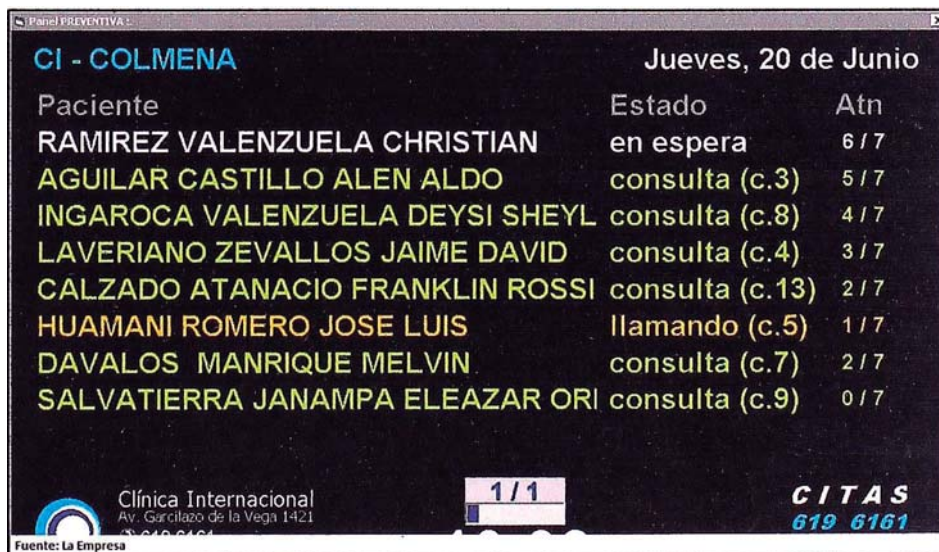 Panel PREVENTIVA
CI - COLMENA Jueves, 20 de Junio
Paciente Estado Atn
RAMIREZ VALENZUELA CHRISTIAN en espera 6/7
AGUILAR CASTILLO ALEN ALDO consulta (c.3) 5/7
INGAROCA VALENZUELA DEYSI SHEYL consulta (c.8) 4/7
LAVERIANO ZEVALLOS JAIME DAVID consulta (c.4) 3/7
CALZADO ATANACIO FRANKLIN ROSSI consulta (c.13) 2/7
HUAMANI ROMERO JOSE LUIS llamando (c.5) 1/7
DAVALOS MANRIQUE MELVIN consulta (c.7) 2/7
SALVATIERRA JANAMPA ELEAZAR ORI consulta (c.9) 0/7
Clínica Internacional 1/1 CITAS
Av. Garcilazo de la Vega 1421 619 6161
619 6161
Fuente: La Empresa